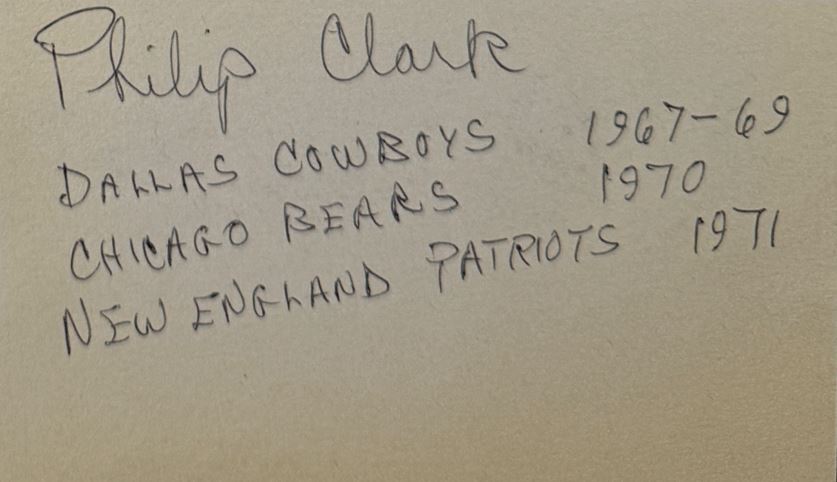 Philip Clark
DALLAS COWBOYS 1967-69
CHICAGO BEARS 1970
NEW ENGLAND PATRIOTS 1971